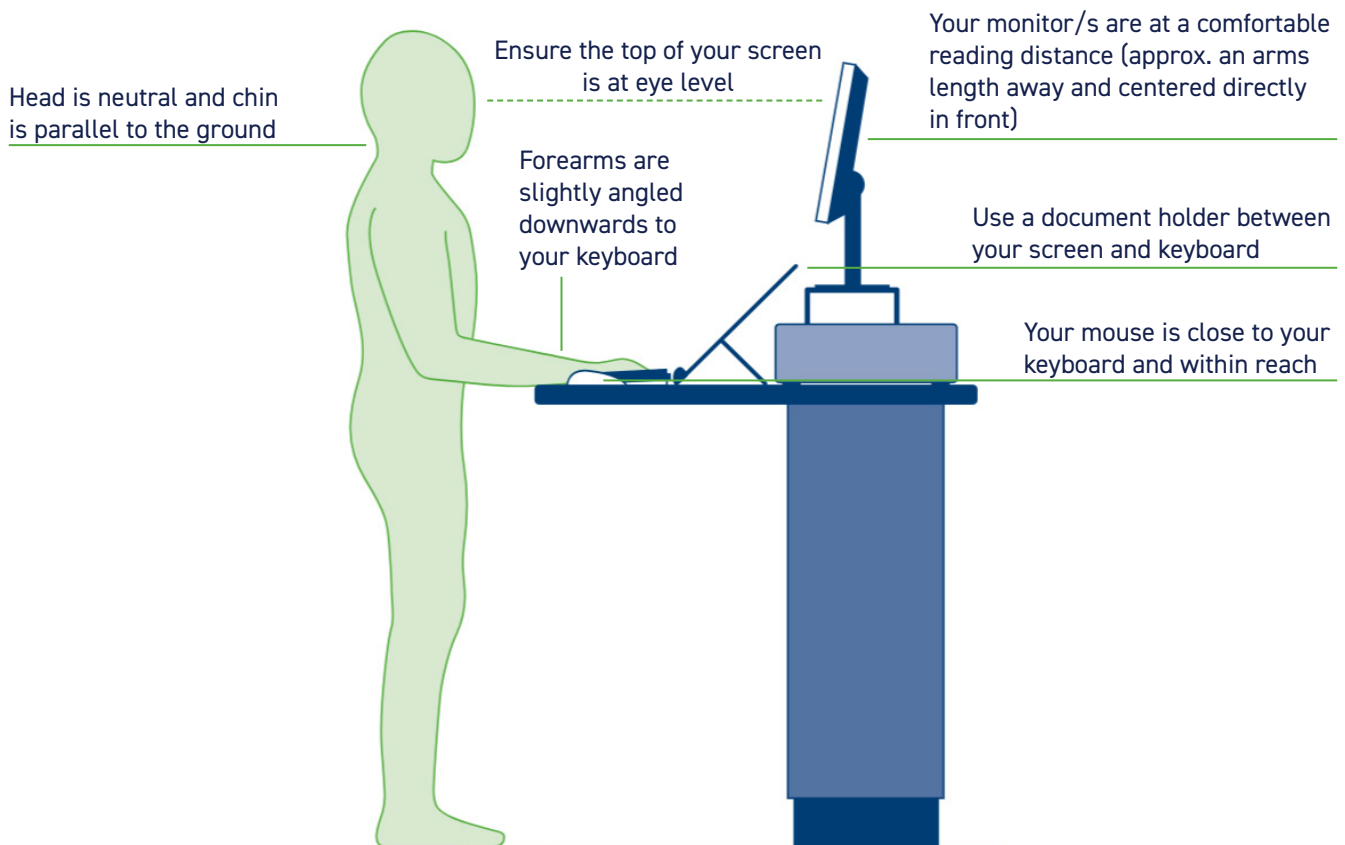 Head is neutral and chin
is parallel to the ground
Ensure the top of your screen
is at eye level
Forearms are
slightly angled
downwards to
your keyboard
Your monitor/s are at a comfortable
reading distance (approx. an arms
length away and centered directly
in front)
Use a document holder between
your screen and keyboard
Your mouse is close to your
keyboard and within reach